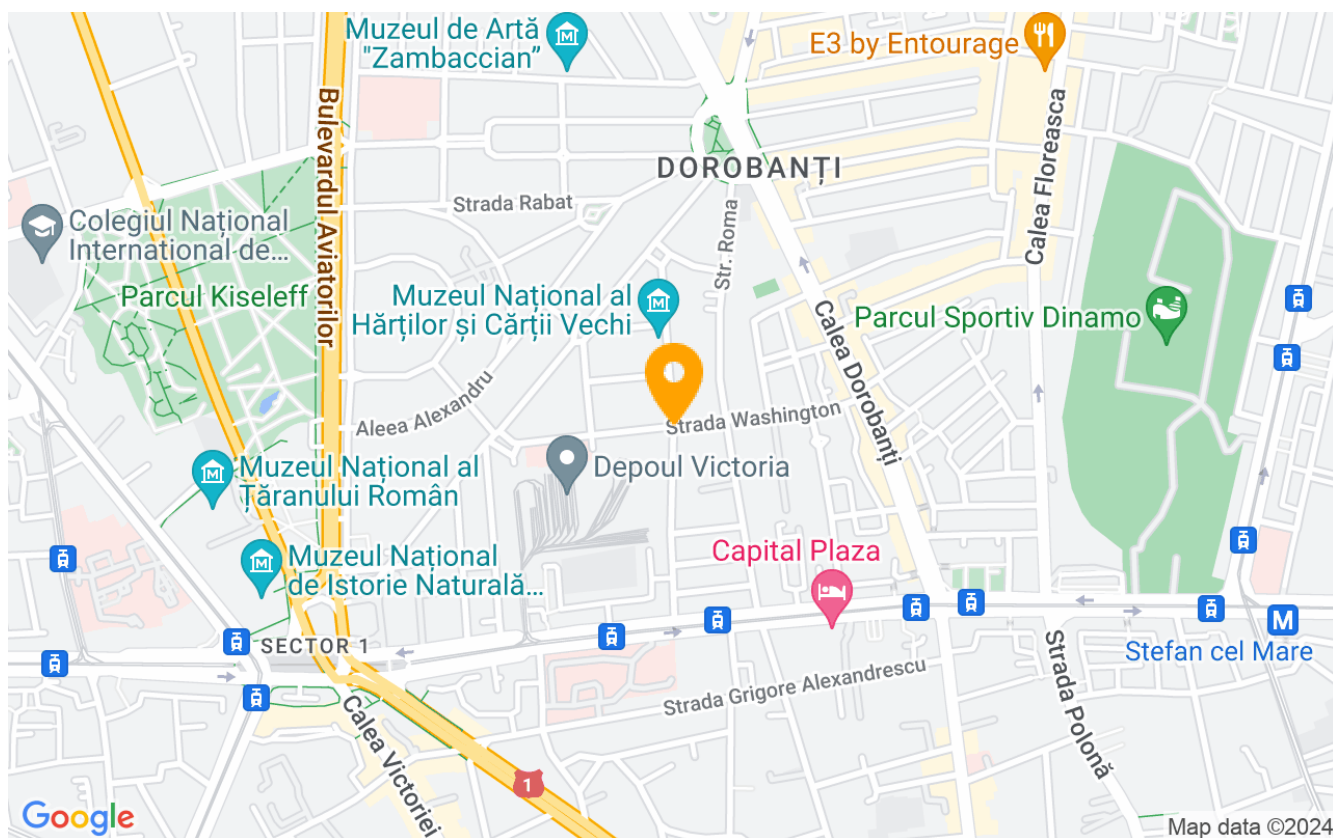 Muzeul de Artă
"Zambaccian”
E3 by Entourage
Bulevardul Aviatorilor
Calea Floreasca
DOROBANȚI
Strada Rabat
Colegiul Național
International de...
Str. Roma
Parcul Kiseleff
Muzeul Național al
Hărților și Cărții Vechi
Calea Dorobanți
Parcul Sportiv Dinamo
Aleea Alexandru
Strada Washington
Muzeul Național al
Țăranului Român
Depoul Victoria
Muzeul Național
de Istorie Naturală...
Capital Plaza
SECTOR 1
M
Stefan cel Mare
Strada Grigore Alexandrescu
Strada Polonă
Calea Victoriei
1
Google
Map data ©2024